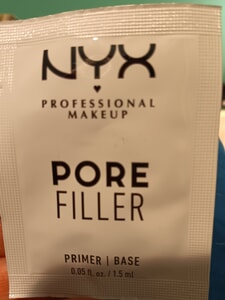 NYX
PROFESSIONAL
MAKEUP
PORE
FILLER
PRIMER | BASE
0.05 fl. oz. / 1.5 ml